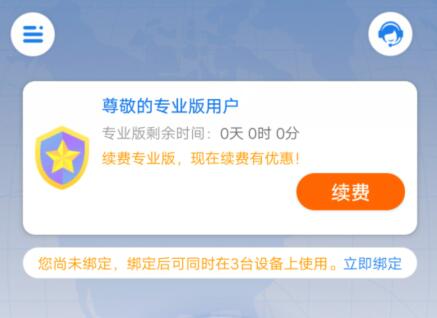 尊敬的专业版用户
专业版剩余时间：0天 0时 0分
续费专业版，现在续费有优惠！
续费
您尚未绑定，绑定后可同时在3台设备上使用。立即绑定